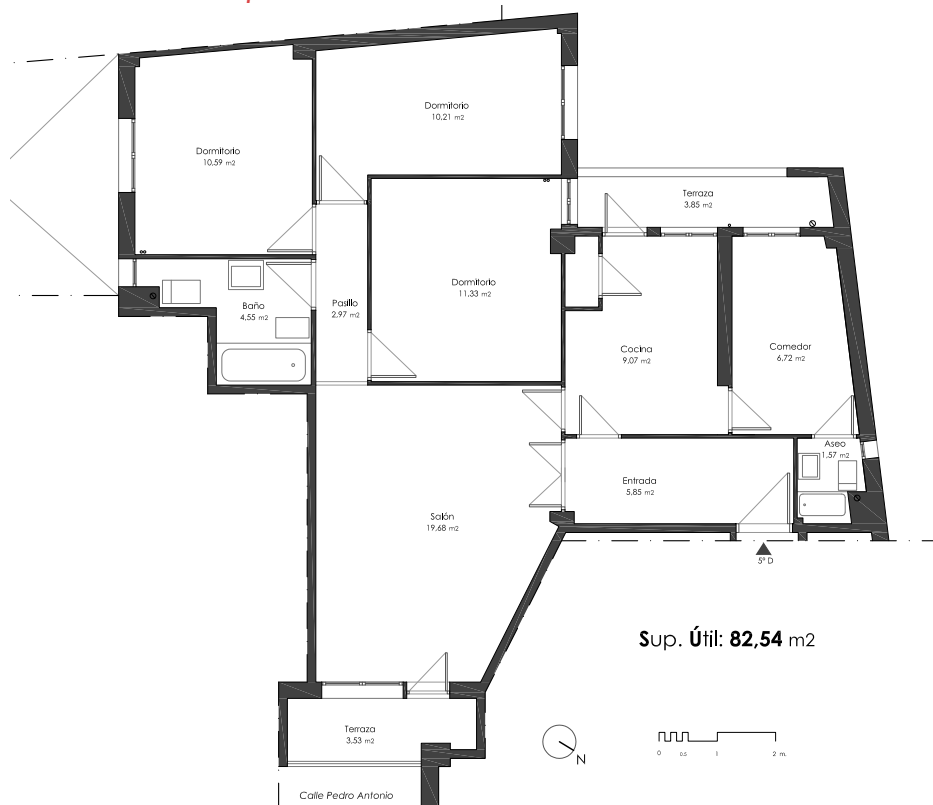 Dormitorio
10,21 m2
Dormitorio
10,59 m2
Terraza
3,85 m2
Dormitorio
11,33 m2
Baño
4,55 m2
Pasillo
2,97 m2
Cocina
9,07 m2
Comedor
6,72 m2
Aseo
1,57 m2
Entrada
5,85 m2
Salón
19,68 m2
5º D
Sup. Útil: 82,54 m2
Terraza
3,53 m2
N
0 0.5 1 2 m.
Calle Pedro Antonio